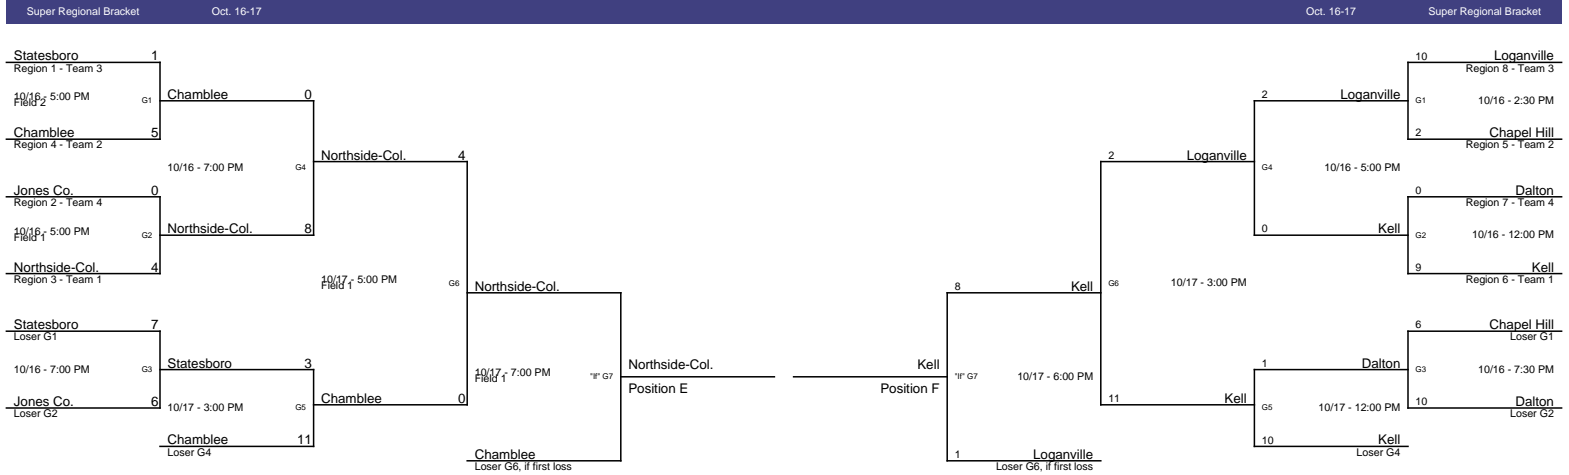 Super Regional Bracket Oct. 16-17 Oct. 16-17 Super Regional Bracket
Statesboro 1
Region 1 - Team 3
10/16 - 5:00 PM
Field 2
G1
Chamblee 0
Chamblee 5
Region 4 - Team 2
10/16 - 7:00 PM G4
Northside-Col. 4
Jones Co. 0
Region 2 - Team 4
10/16 - 5:00 PM
Field 1
G2
Northside-Col. 8
Northside-Col. 4
Region 3 - Team 1
10/17 - 5:00 PM
Field 1
G6
Northside-Col.
Statesboro 7
Loser G1
10/16 - 7:00 PM G3
Statesboro 3
Jones Co. 6
Loser G2
10/17 - 3:00 PM G5
Chamblee 0
Chamblee 11
Loser G4
10/17 - 7:00 PM
Field 1
"If" G7
Northside-Col.
Position E
Chamblee
Loser G6, if first loss
10 Loganville
Region 8 - Team 3
2 Loganville
G1 10/16 - 2:30 PM
2 Chapel Hill
Region 5 - Team 2
2 Loganville
G4 10/16 - 5:00 PM
0 Dalton
Region 7 - Team 4
0 Kell
G2 10/16 - 12:00 PM
9 Kell
Region 6 - Team 1
8 Kell
G6 10/17 - 3:00 PM
6 Chapel Hill
Loser G1
1 Dalton
G3 10/16 - 7:30 PM
10 Dalton
Loser G2
11 Kell
G5 10/17 - 12:00 PM
10 Kell
Loser G4
Kell
Position F
"If" G7 10/17 - 6:00 PM
1 Loganville
Loser G6, if first loss